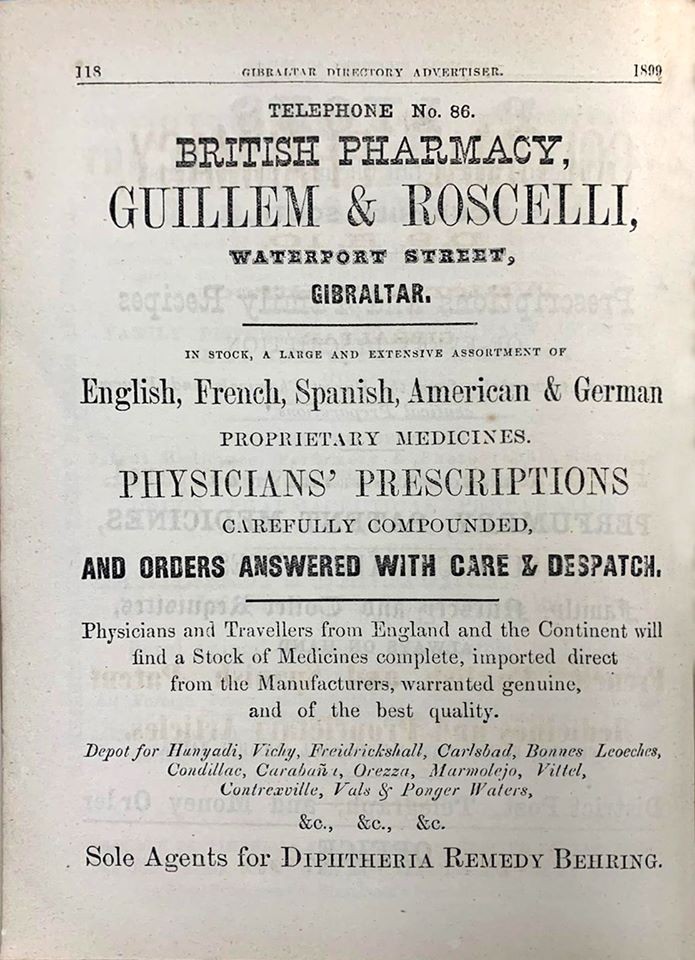 118 GIBRALTAR DIRECTORY ADVERTISER. 1899
TELEPHONE No. 86.
BRITISH PHARMACY,
GUILLEM & ROSCELLI,
WATERPORT STREET,
GIBRALTAR.
IN STOCK, A LARGE AND EXTENSIVE ASSORTMENT OF
English, French, Spanish, American & German
PROPRIETARY MEDICINES.
PHYSICIANS' PRESCRIPTIONS
CAREFULLY COMPOUNDED,
AND ORDERS ANSWERED WITH CARE & DESPATCH.
Physicians and Travellers from England and the Continent will
find a Stock of Medicines complete, imported direct
from the Manufacturers, warranted genuine,
and of the best quality.
Depot for Hunyadi, Vichy, Freidrickshall, Carlsbad, Bonnes Leoeches,
Condillac, Carabaña, Orezza, Marmolejo, Vittel,
Contrexville, Vals & Ponger Waters,
&c., &c., &c.
Sole Agents for DIPHTHERIA REMEDY BEHRING.